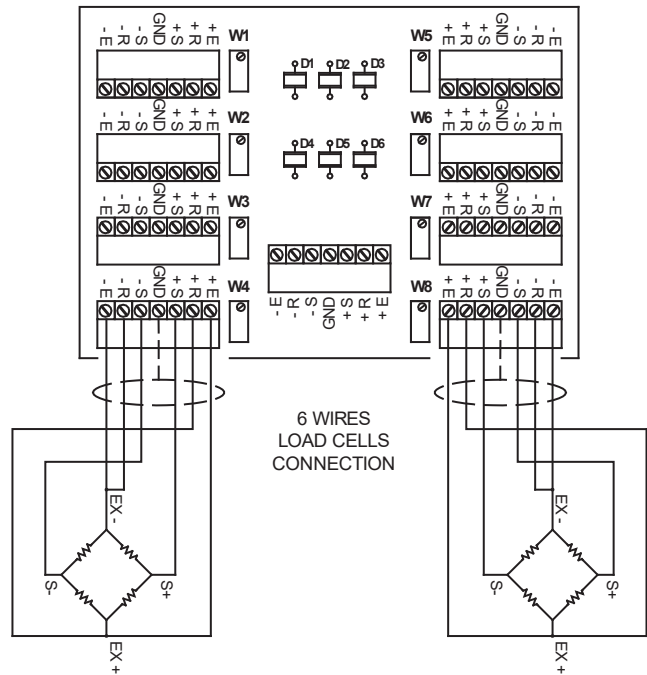 - E - R - S GND + S + R + E
W1
D1 D2 D3
W5
+ E + R + S GND - S - R - E
- E - R - S GND + S + R + E
W2
D4 D5 D6
W6
+ E + R + S GND - S - R - E
- E - R - S GND + S + R + E
W3
W7
+ E + R + S GND - S - R - E
- E - R - S GND + S + R + E
W4
- E - R - S GND + S + R + E
W8
+ E + R + S GND - S - R - E
6 WIRES
LOAD CELLS
CONNECTION
EX -
S-
S+
EX +
EX -
S-
S+
EX +